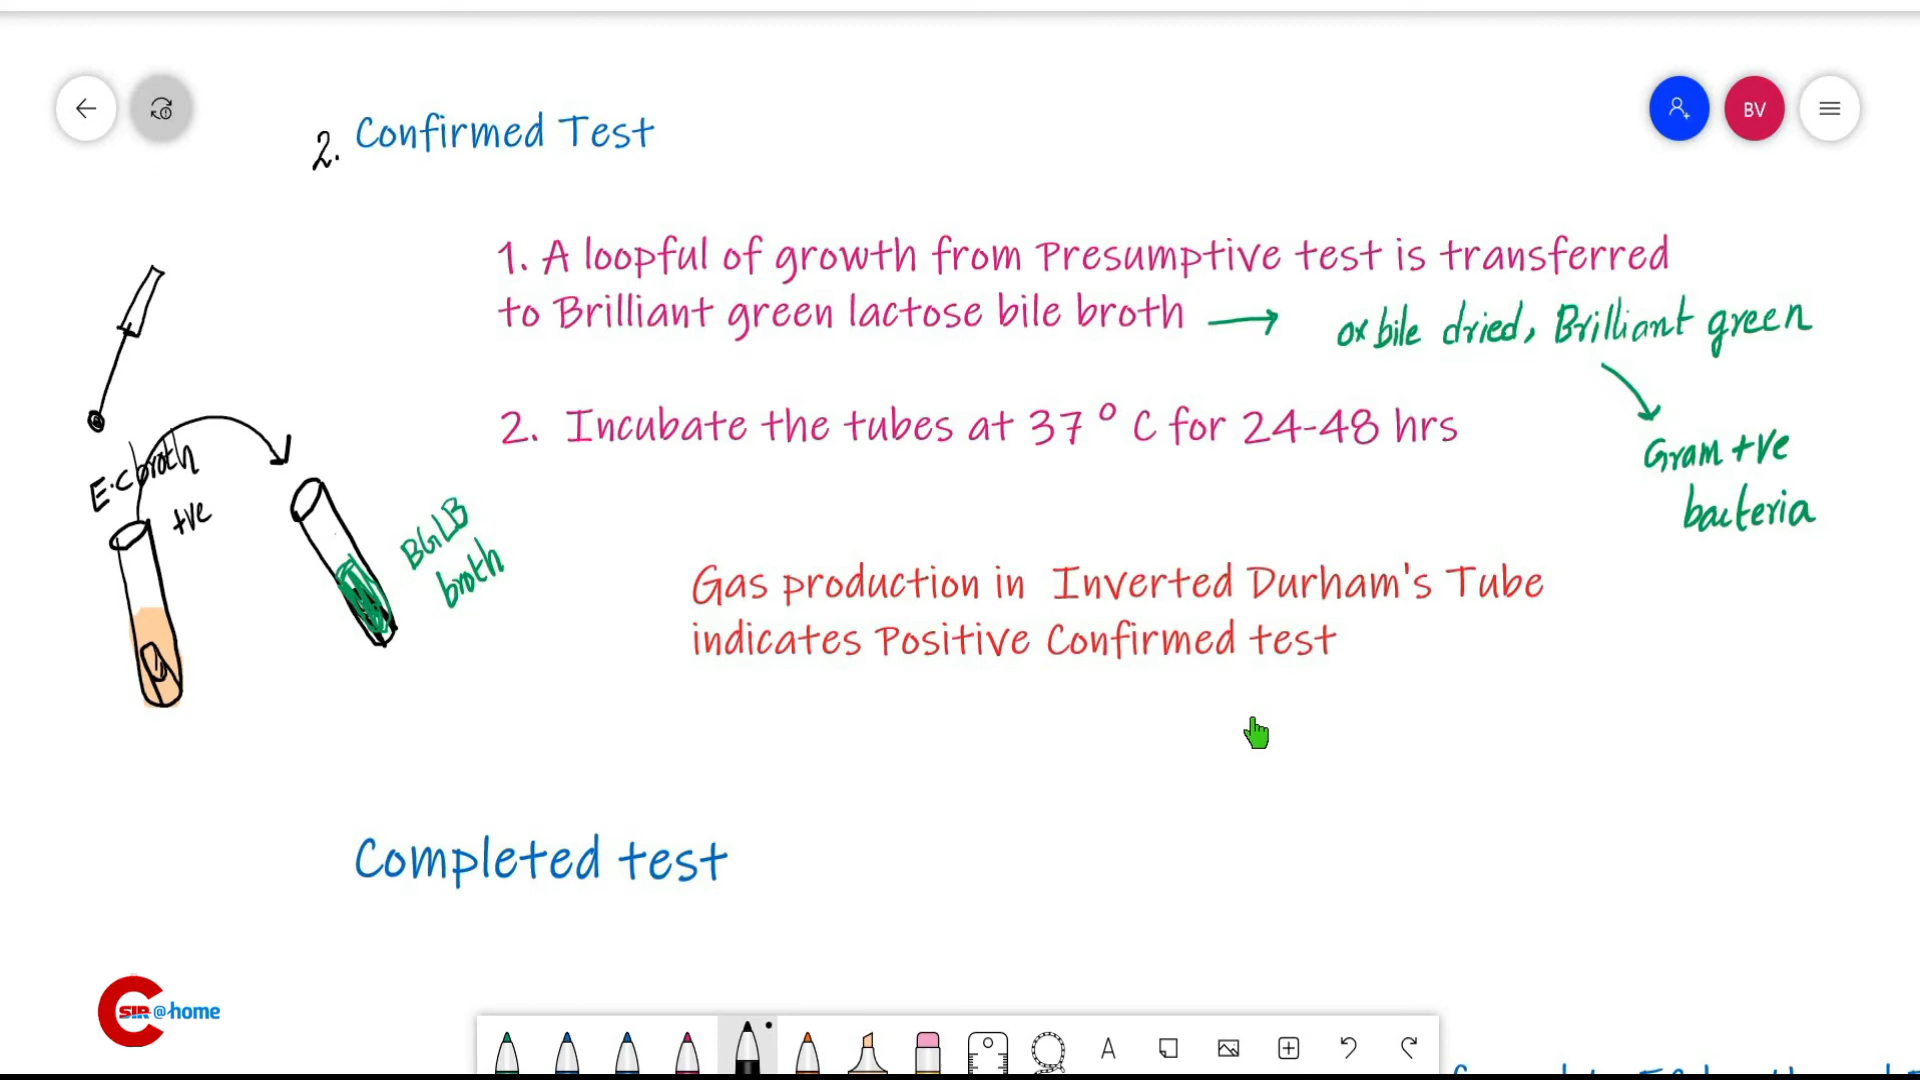 BV
2. Confirmed Test
1. A loopful of growth from Presumptive test is transferred
to Brilliant green lactose bile broth → ox bile dried, Brilliant green
2. Incubate the tubes at 37° C for 24-48 hrs
Gram +ve
bacteria
E.c broth
+ve
BGLB
broth
Gas production in Inverted Durham's Tube
indicates Positive Confirmed test
Completed test
CSIR@home
A